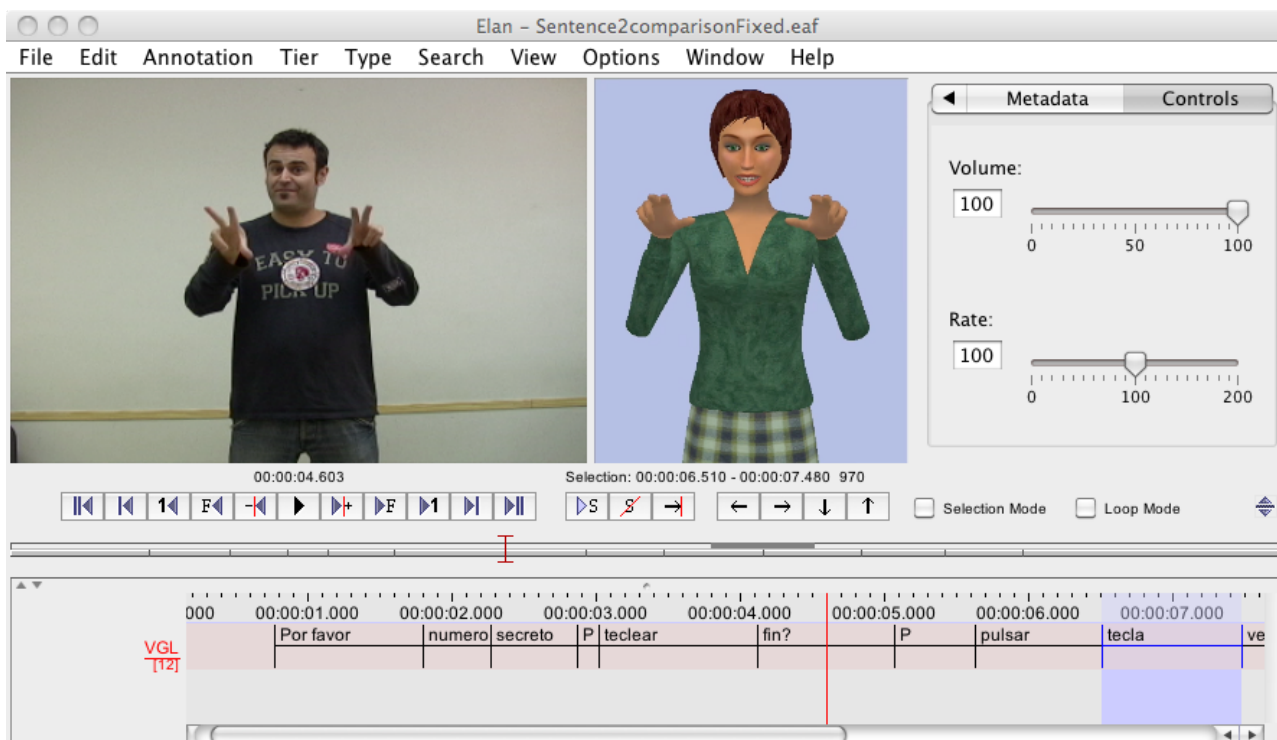 Elan – Sentence2comparisonFixed.eaf
File Edit Annotation Tier Type Search View Options Window Help
EASY TO
PICK UP
Metadata Controls
Volume:
100
0 50 100
Rate:
100
0 100 200
00:00:04.603
Selection: 00:00:06.510 - 00:00:07.480 970
1 F 1 F S S
Selection Mode Loop Mode
000 00:00:01.000 00:00:02.000 00:00:03.000 00:00:04.000 00:00:05.000 00:00:06.000 00:00:07.000
VGL
[12]
Por favor numero secreto P teclear fin? P pulsar tecla ve